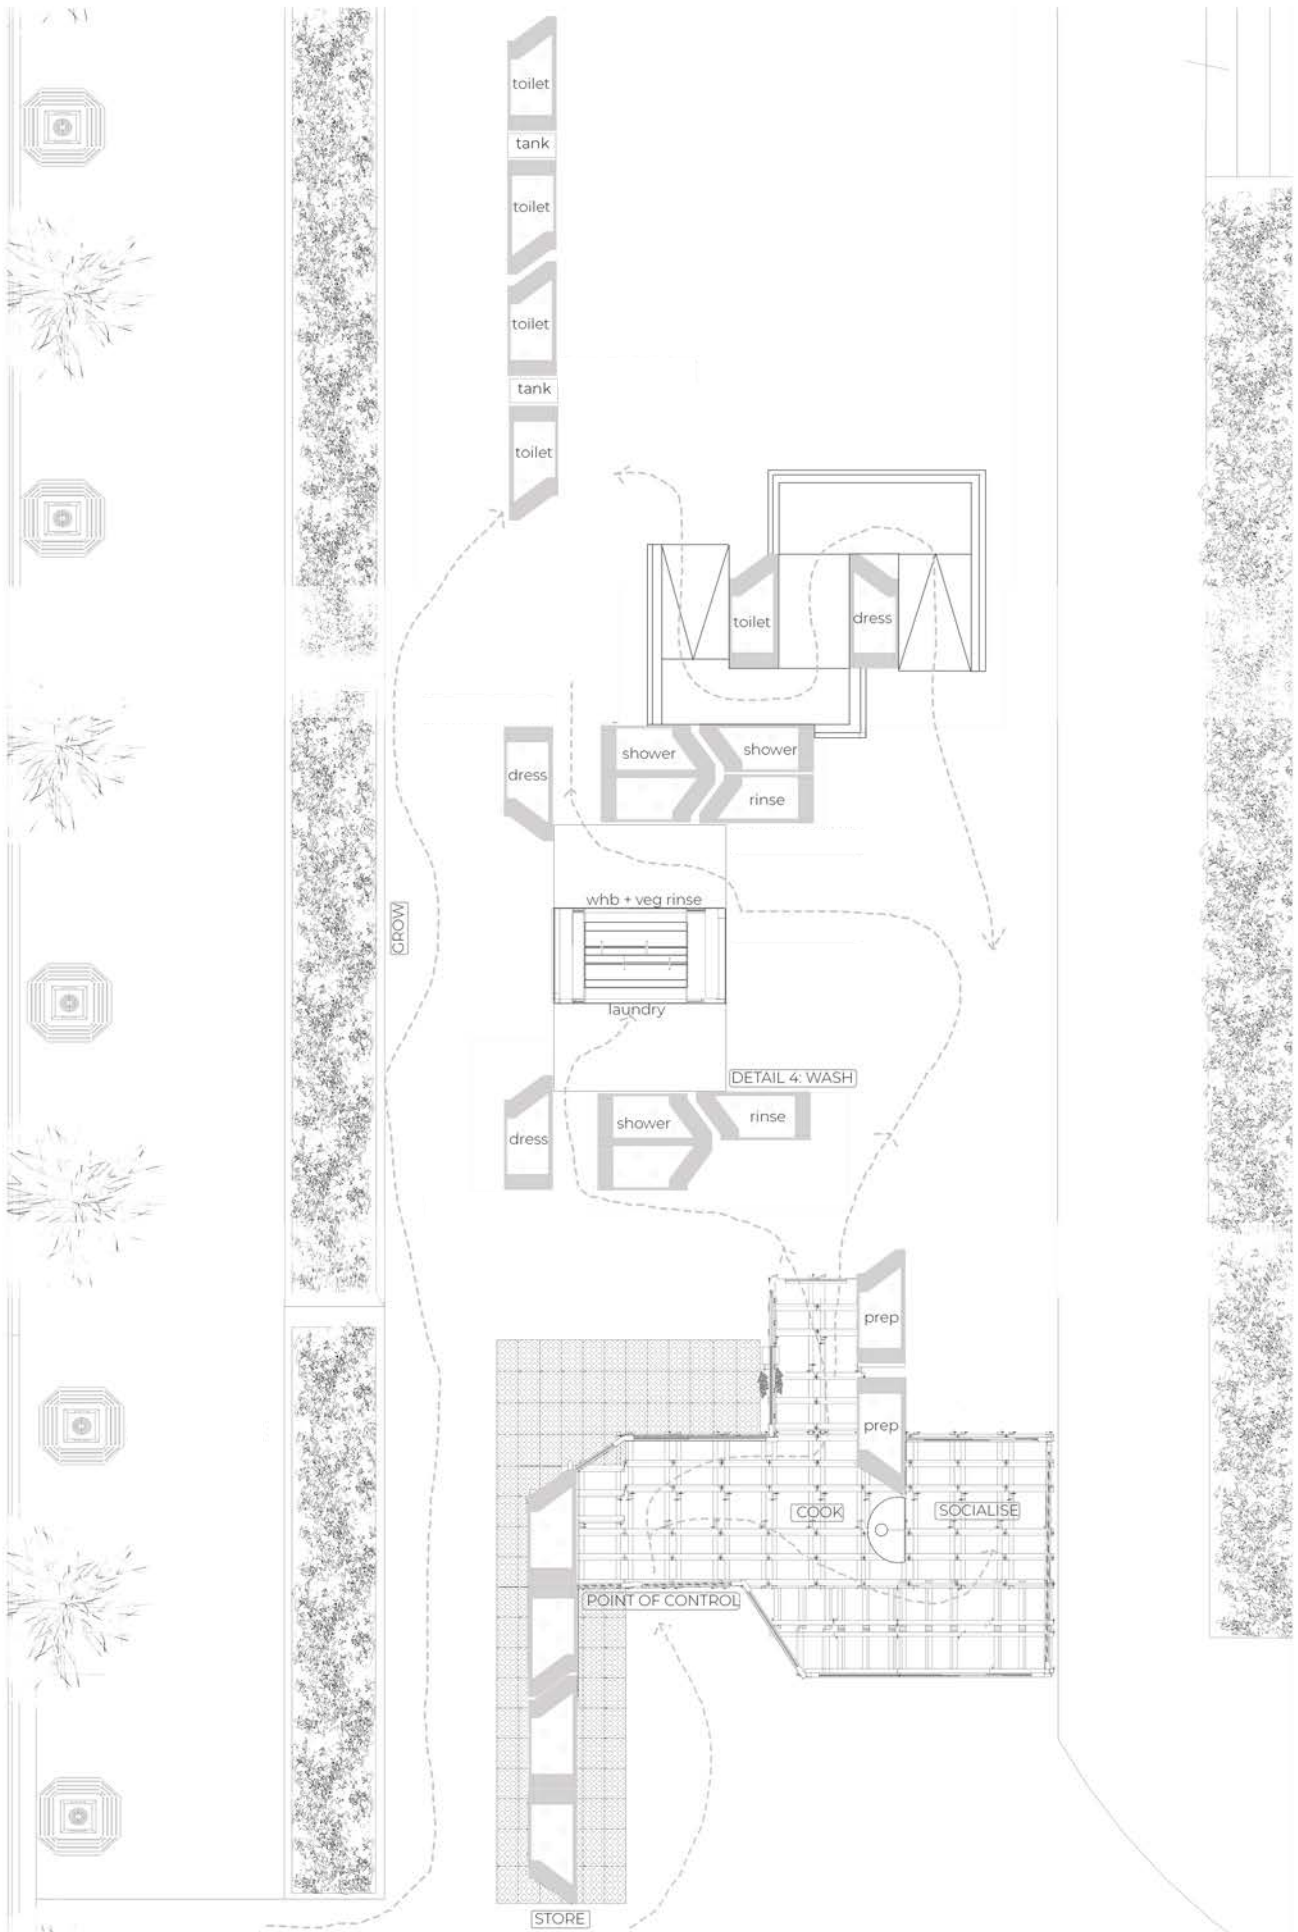 toilet
tank
toilet
toilet
tank
toilet
toilet
dress
dress
shower
shower
rinse
whb + veg rinse
GROW
laundry
DETAIL 4: WASH
dress
shower
rinse
prep
prep
COOK
SOCIALISE
POINT OF CONTROL
STORE